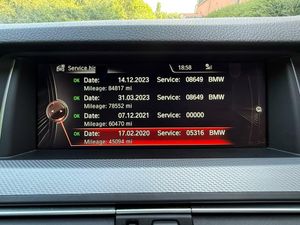 Service his 18:58
OK Date: 14.12.2023 Service: 08649 BMW
Mileage: 84817 mi
OK Date: 31.03.2023 Service: 08649 BMW
Mileage: 78552 mi
OK Date: 07.12.2021 Service: 00000
Mileage: 60470 mi
OK Date: 17.02.2020 Service: 05316 BMW
Mileage: 45094 mi